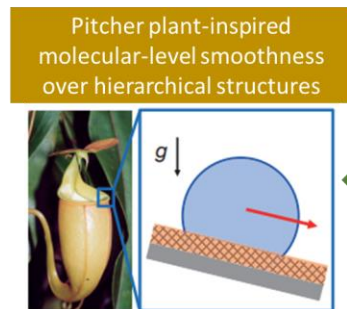 Pitcher plant-inspired
molecular-level smoothness
over hierarchical structures
g